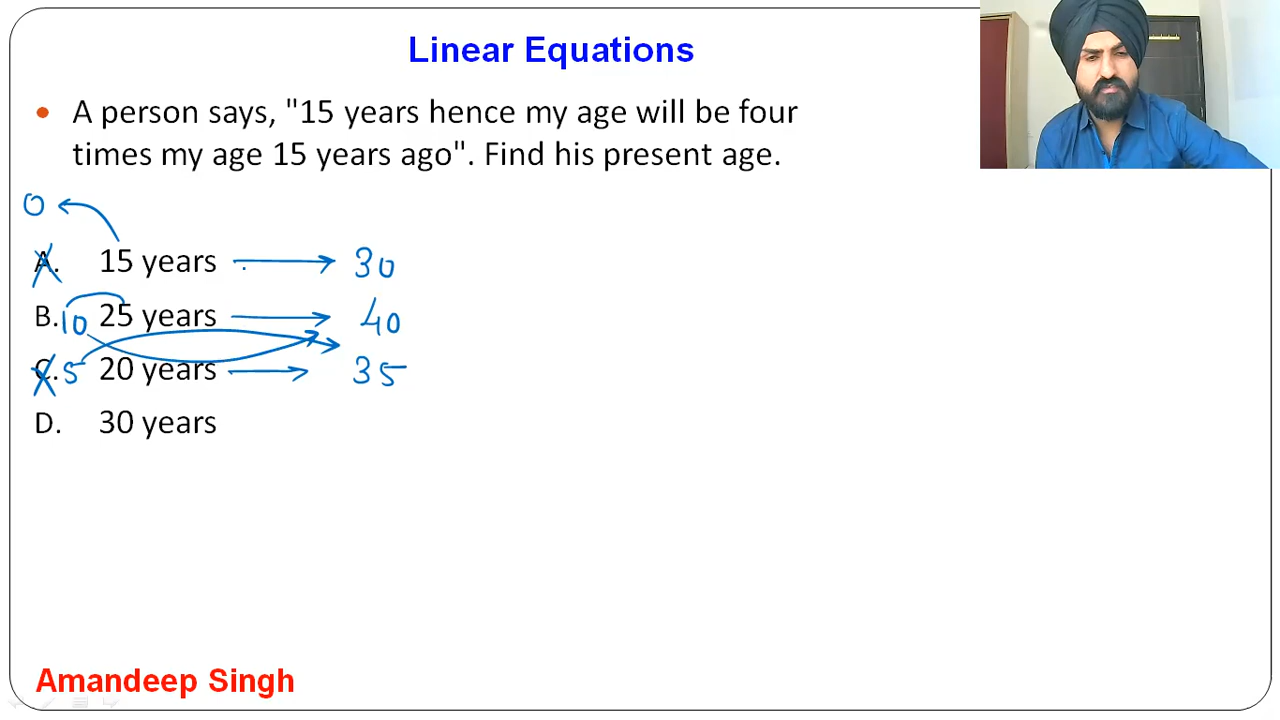 Linear Equations
• A person says, "15 years hence my age will be four
times my age 15 years ago". Find his present age.
0
A. 15 years 30
B. 10 25 years 40
C. 5 20 years 35
D. 30 years
Amandeep Singh